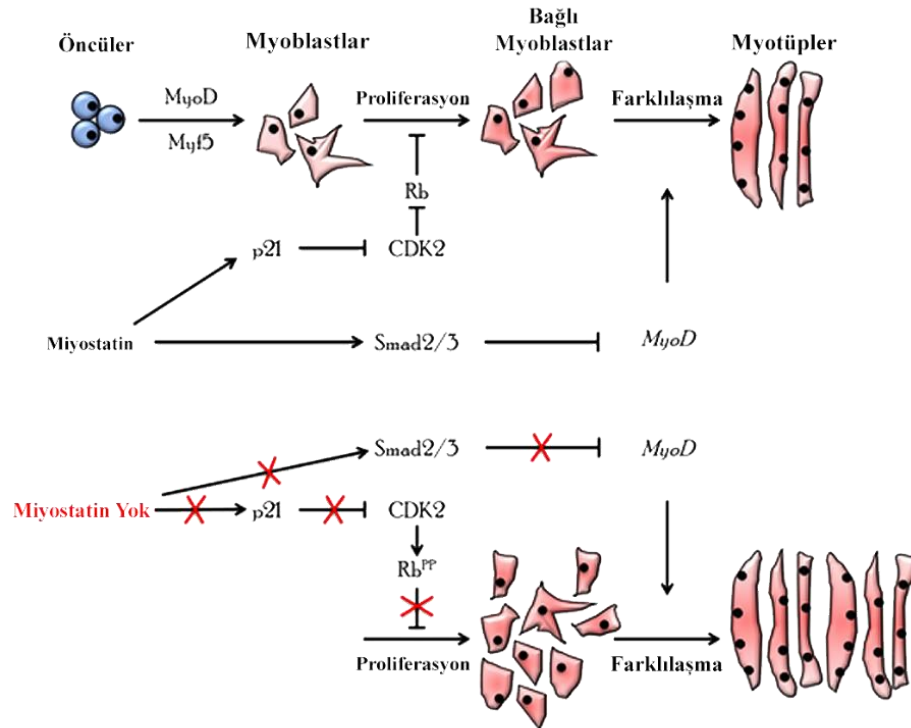 Öncüler
Myoblastlar
Bağlı
Myoblastlar
Myotüpler
MyoD
Myf5
Proliferasyon
Farklılaşma
Rb
p21
CDK2
Miyostatin
Smad2/3
MyoD
Smad2/3
MyoD
Miyostatin Yok
p21
CDK2
Rb^PP
Proliferasyon
Farklılaşma